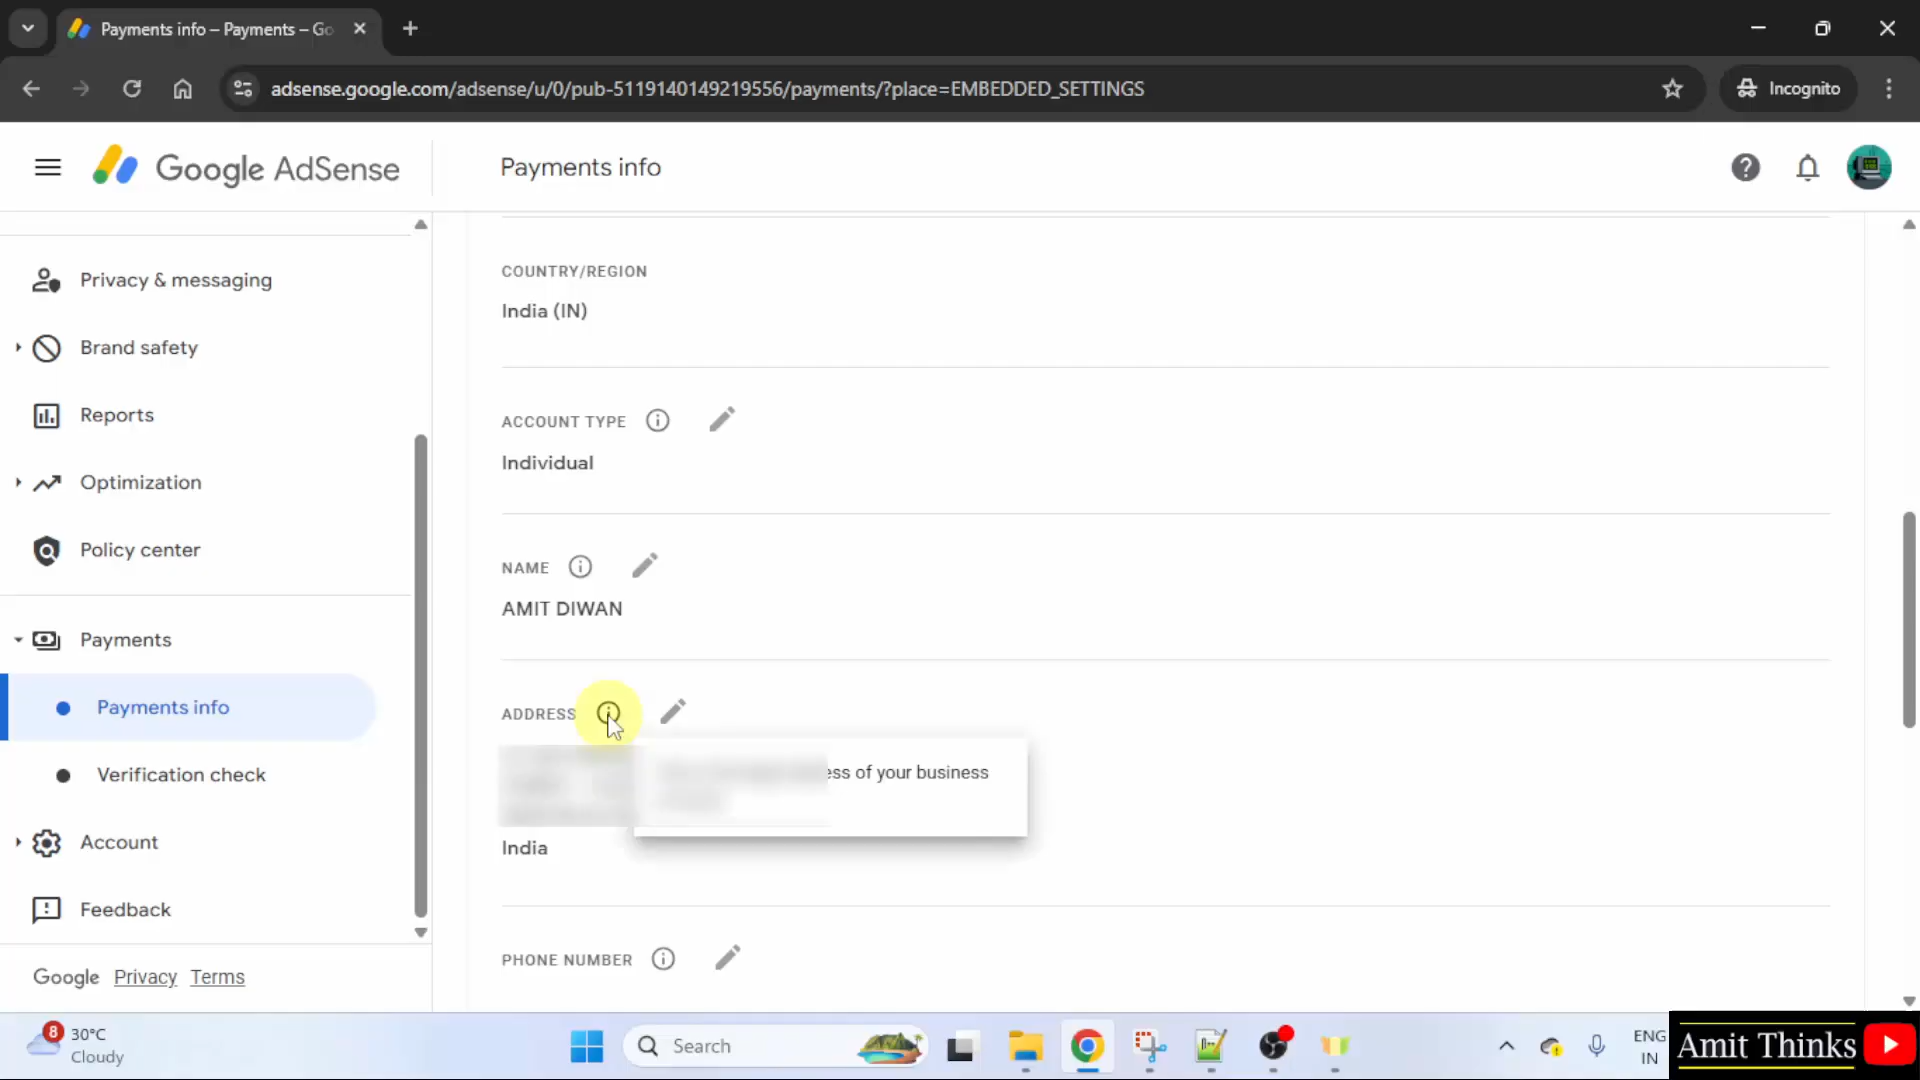 Payments info – Payments – Go
adsense.google.com/adsense/u/0/pub-5119140149219556/payments/?place=EMBEDDED_SETTINGS
Incognito
Google AdSense
Payments info
Privacy & messaging
Brand safety
Reports
Optimization
Policy center
Payments
Payments info
Verification check
Account
Feedback
Google Privacy Terms
COUNTRY/REGION
India (IN)
ACCOUNT TYPE
Individual
NAME
AMIT DIWAN
ADDRESS
of your business
India
PHONE NUMBER
8
30°C
Cloudy
Search
ENG
IN
Amit Thinks